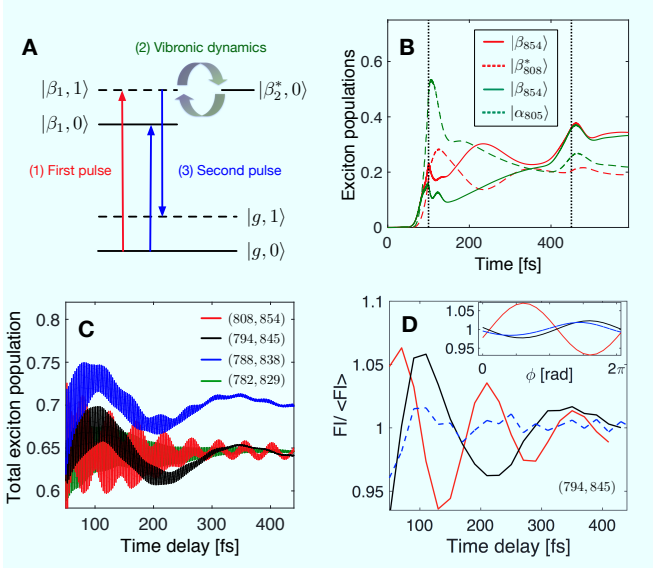 A
(2) Vibronic dynamics
|β1, 1⟩
|β2*, 0⟩
|β1, 0⟩
(1) First pulse
(3) Second pulse
|g, 1⟩
|g, 0⟩
B
Exciton populations
0.6
0.4
0.2
0
|β854⟩
|β*808⟩
|β854⟩
|α805⟩
0 200 400
Time [fs]
C
Total exciton population
0.8
0.75
0.7
0.65
0.6
(808, 854)
(794, 845)
(788, 838)
(782, 829)
100 200 300 400
Time delay [fs]
D
FI/ <FI>
1.1
1.05
1
0.95
1.05
1
0.95
0 2π
ϕ [rad]
(794, 845)
100 200 300 400
Time delay [fs]